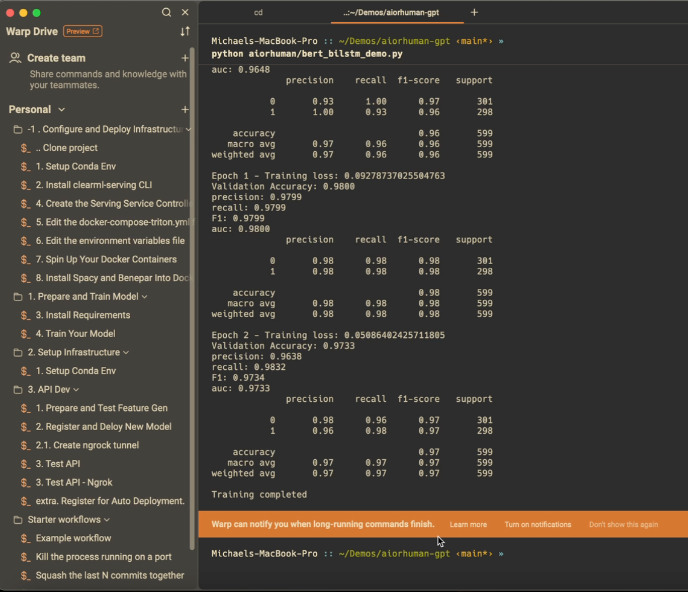 cd
..:~/Demos/aiorhuman-gpt
+
Warp Drive
Preview
Create team
+
Share commands and knowledge with
your teammates.
Personal
+
-1 . Configure and Deploy Infrastructu
$_ .. Clone project
$_ 1. Setup Conda Env
$_ 2. Install clearml-serving CLI
$_ 4. Create the Serving Service Controll
$_ 5. Edit the docker-compose-triton.yml
$_ 6. Edit the environment variables file
$_ 7. Spin Up Your Docker Containers
$_ 8. Install Spacy and Benepar Into Doc
1. Prepare and Train Model
$_ 3. Install Requirements
$_ 4. Train Your Model
2. Setup Infrastructure
$_ 1. Setup Conda Env
3. API Dev
$_ 1. Prepare and Test Feature Gen
$_ 2. Register and Deloy New Model
$_ 2.1. Create ngrock tunnel
$_ 3. Test API
$_ 3. Test API - Ngrok
$_ extra. Register for Auto Deployment.
Starter workflows
$_ Example workflow
$_ Kill the process running on a port
$_ Squash the last N commits together
Michaels-MacBook-Pro :: ~/Demos/aiorhuman-gpt ‹main*› »
python aiorhuman/bert_bilstm_demo.py
auc: 0.9648
precision recall f1-score support
0 0.93 1.00 0.97 301
1 1.00 0.93 0.96 298
accuracy 0.96 599
macro avg 0.97 0.96 0.96 599
weighted avg 0.97 0.96 0.96 599
Epoch 1 - Training loss: 0.09278737025504763
Validation Accuracy: 0.9800
precision: 0.9799
recall: 0.9799
F1: 0.9799
auc: 0.9800
precision recall f1-score support
0 0.98 0.98 0.98 301
1 0.98 0.98 0.98 298
accuracy 0.98 599
macro avg 0.98 0.98 0.98 599
weighted avg 0.98 0.98 0.98 599
Epoch 2 - Training loss: 0.05086402425711805
Validation Accuracy: 0.9733
precision: 0.9638
recall: 0.9832
F1: 0.9734
auc: 0.9733
precision recall f1-score support
0 0.98 0.96 0.97 301
1 0.96 0.98 0.97 298
accuracy 0.97 599
macro avg 0.97 0.97 0.97 599
weighted avg 0.97 0.97 0.97 599
Training completed
Warp can notify you when long-running commands finish. Learn more Turn on notifications Don't show this again
Michaels-MacBook-Pro :: ~/Demos/aiorhuman-gpt ‹main*› »